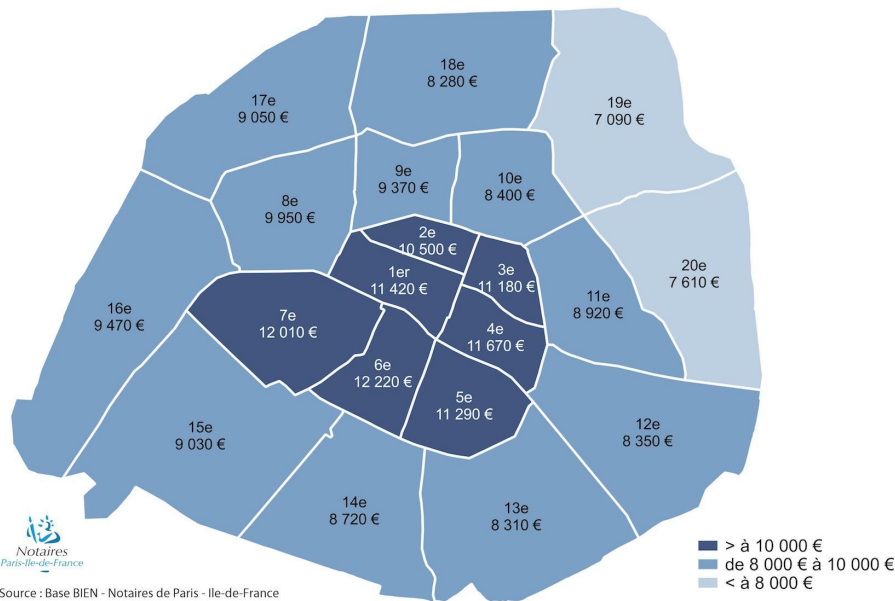 18e
8 280 €
17e
9 050 €
19e
7 090 €
9e
9 370 €
10e
8 400 €
8e
9 950 €
2e
10 500 €
1er
11 420 €
3e
11 180 €
20e
7 610 €
11e
8 920 €
16e
9 470 €
7e
12 010 €
4e
11 670 €
6e
12 220 €
5e
11 290 €
15e
9 030 €
12e
8 350 €
14e
8 720 €
13e
8 310 €
Notaires
Paris-Ile-de-France
> à 10 000 €
de 8 000 € à 10 000 €
< à 8 000 €
Source : Base BIEN - Notaires de Paris - Ile-de-France